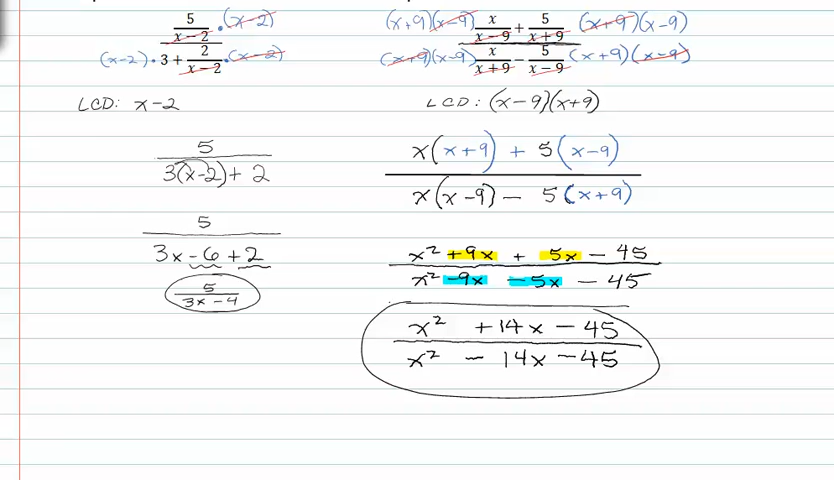 5/(x−2) · (x−2)
(x−2) · 3 + 2/(x−2) · (x−2)
LCD: x−2
5
3(x−2) + 2
5
3x − 6 + 2
5
3x − 4
(x+9)(x−9) x/(x−9) + 5/(x+9) (x+9)(x−9)
(x+9)(x−9) x/(x+9) − 5/(x−9) (x+9)(x−9)
LCD: (x−9)(x+9)
x(x+9) + 5(x−9)
x(x−9) − 5(x+9)
x² + 9x + 5x − 45
x² − 9x − 5x − 45
x² + 14x − 45
x² − 14x − 45